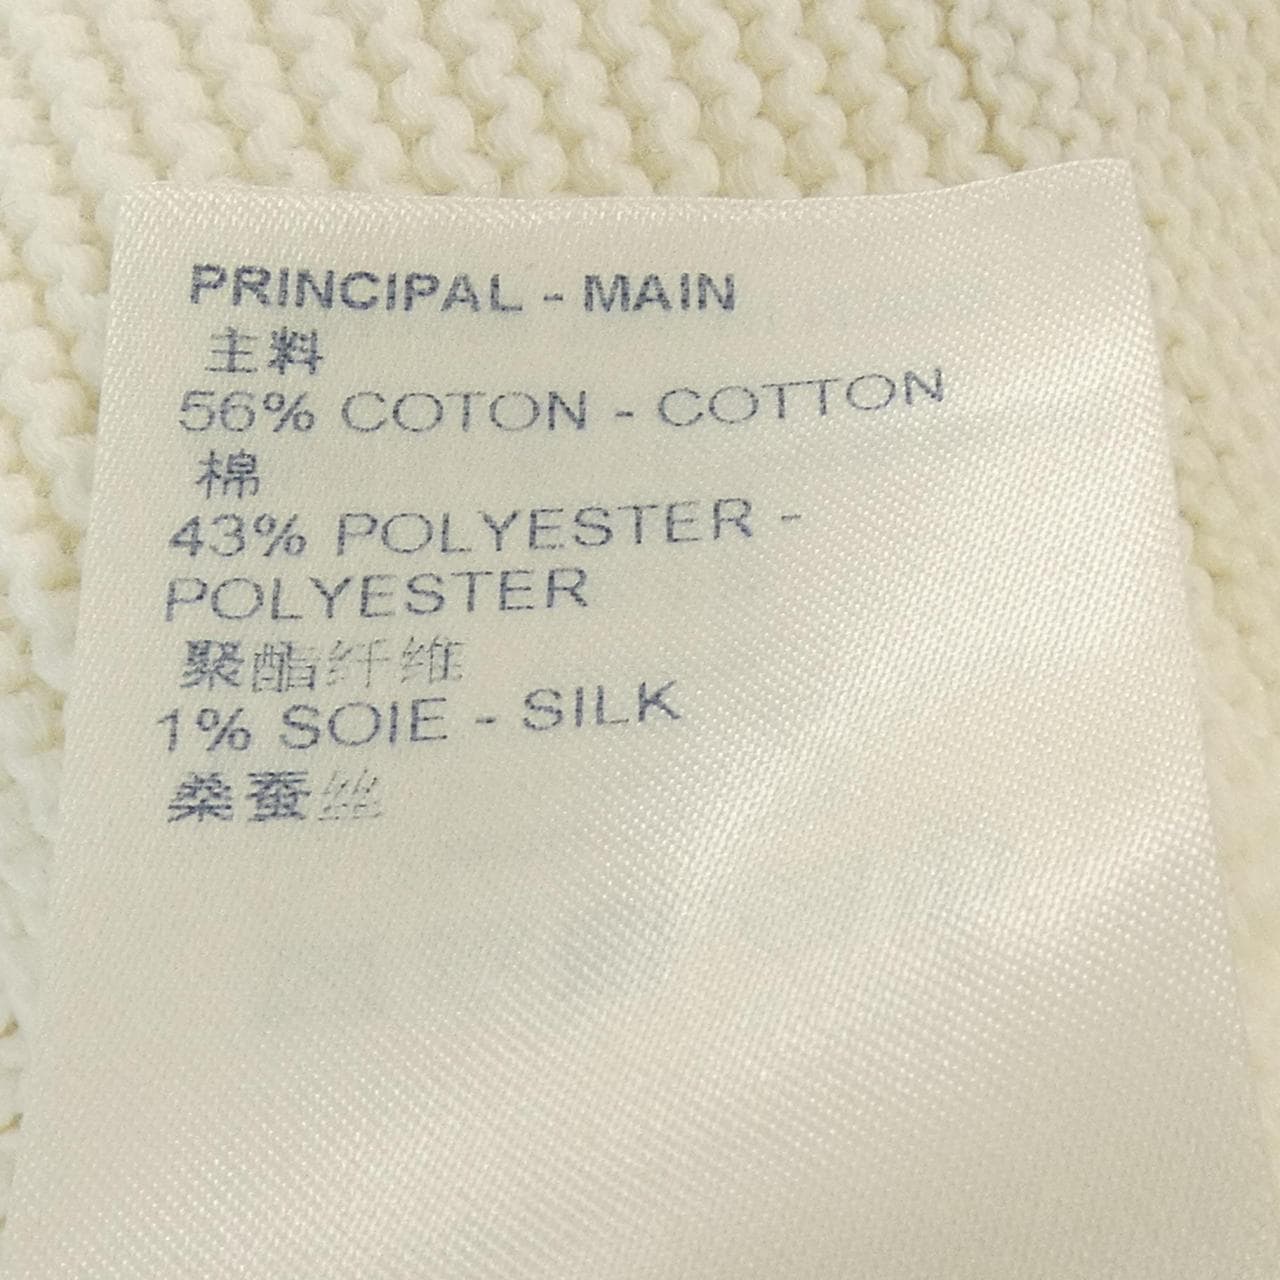 PRINCIPAL - MAIN
主料
56% COTON - COTTON
棉
43% POLYESTER -
POLYESTER
聚酯纤维
1% SOIE - SILK
桑蚕丝